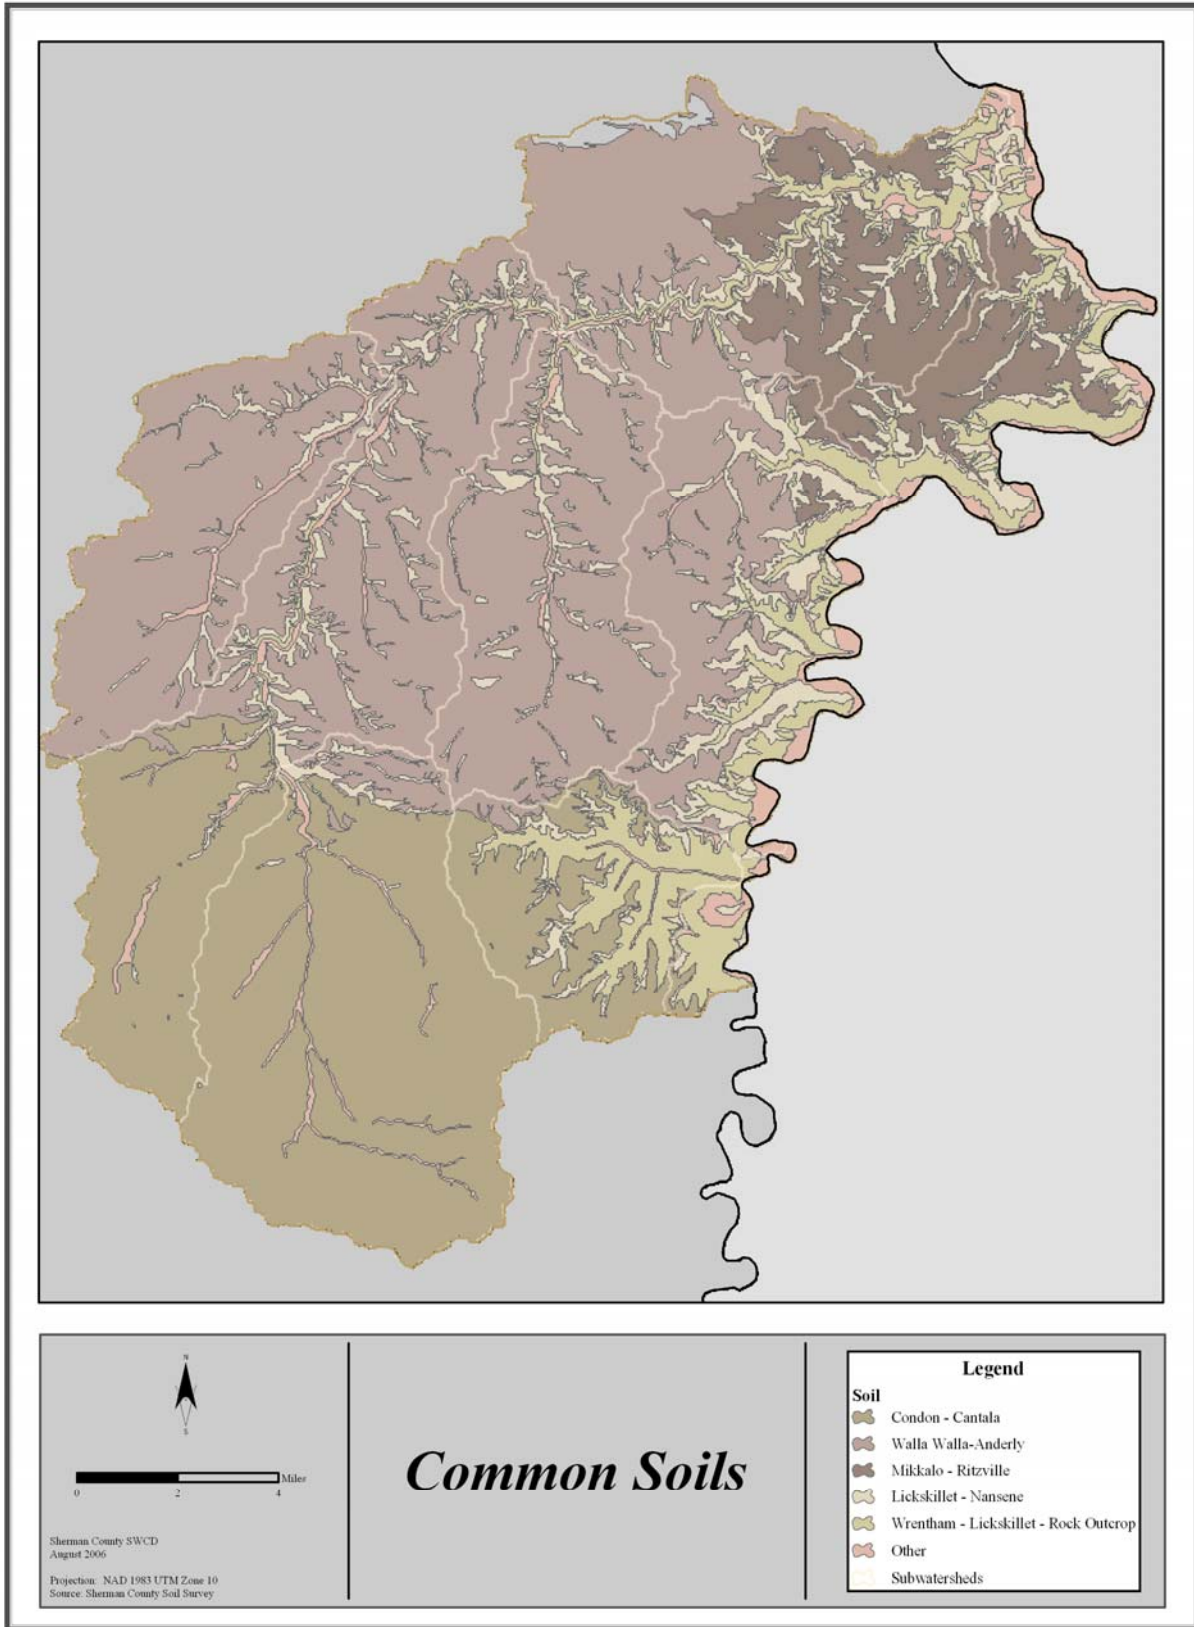 N
S
Miles
0 2 4
Sherman County SWCD
August 2006
Projection: NAD 1983 UTM Zone 10
Source: Sherman County Soil Survey
Common Soils
Legend
Soil
Condon - Cantala
Walla Walla-Anderly
Mikkalo - Ritzville
Lickskillet - Nansene
Wrentham - Lickskillet - Rock Outcrop
Other
Subwatersheds